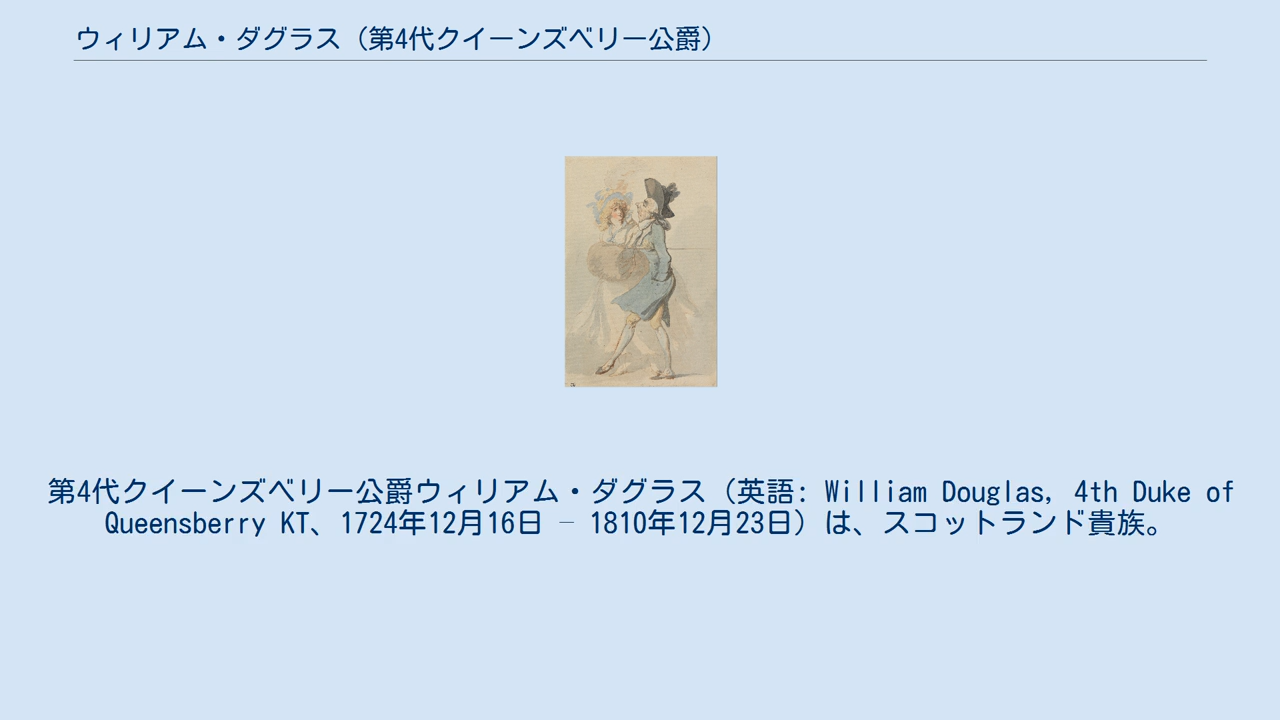 ウィリアム・ダグラス（第4代クイーンズベリー公爵）
第4代クイーンズベリー公爵ウィリアム・ダグラス（英語: William Douglas, 4th Duke of
Queensberry KT、1724年12月16日 – 1810年12月23日）は、スコットランド貴族。